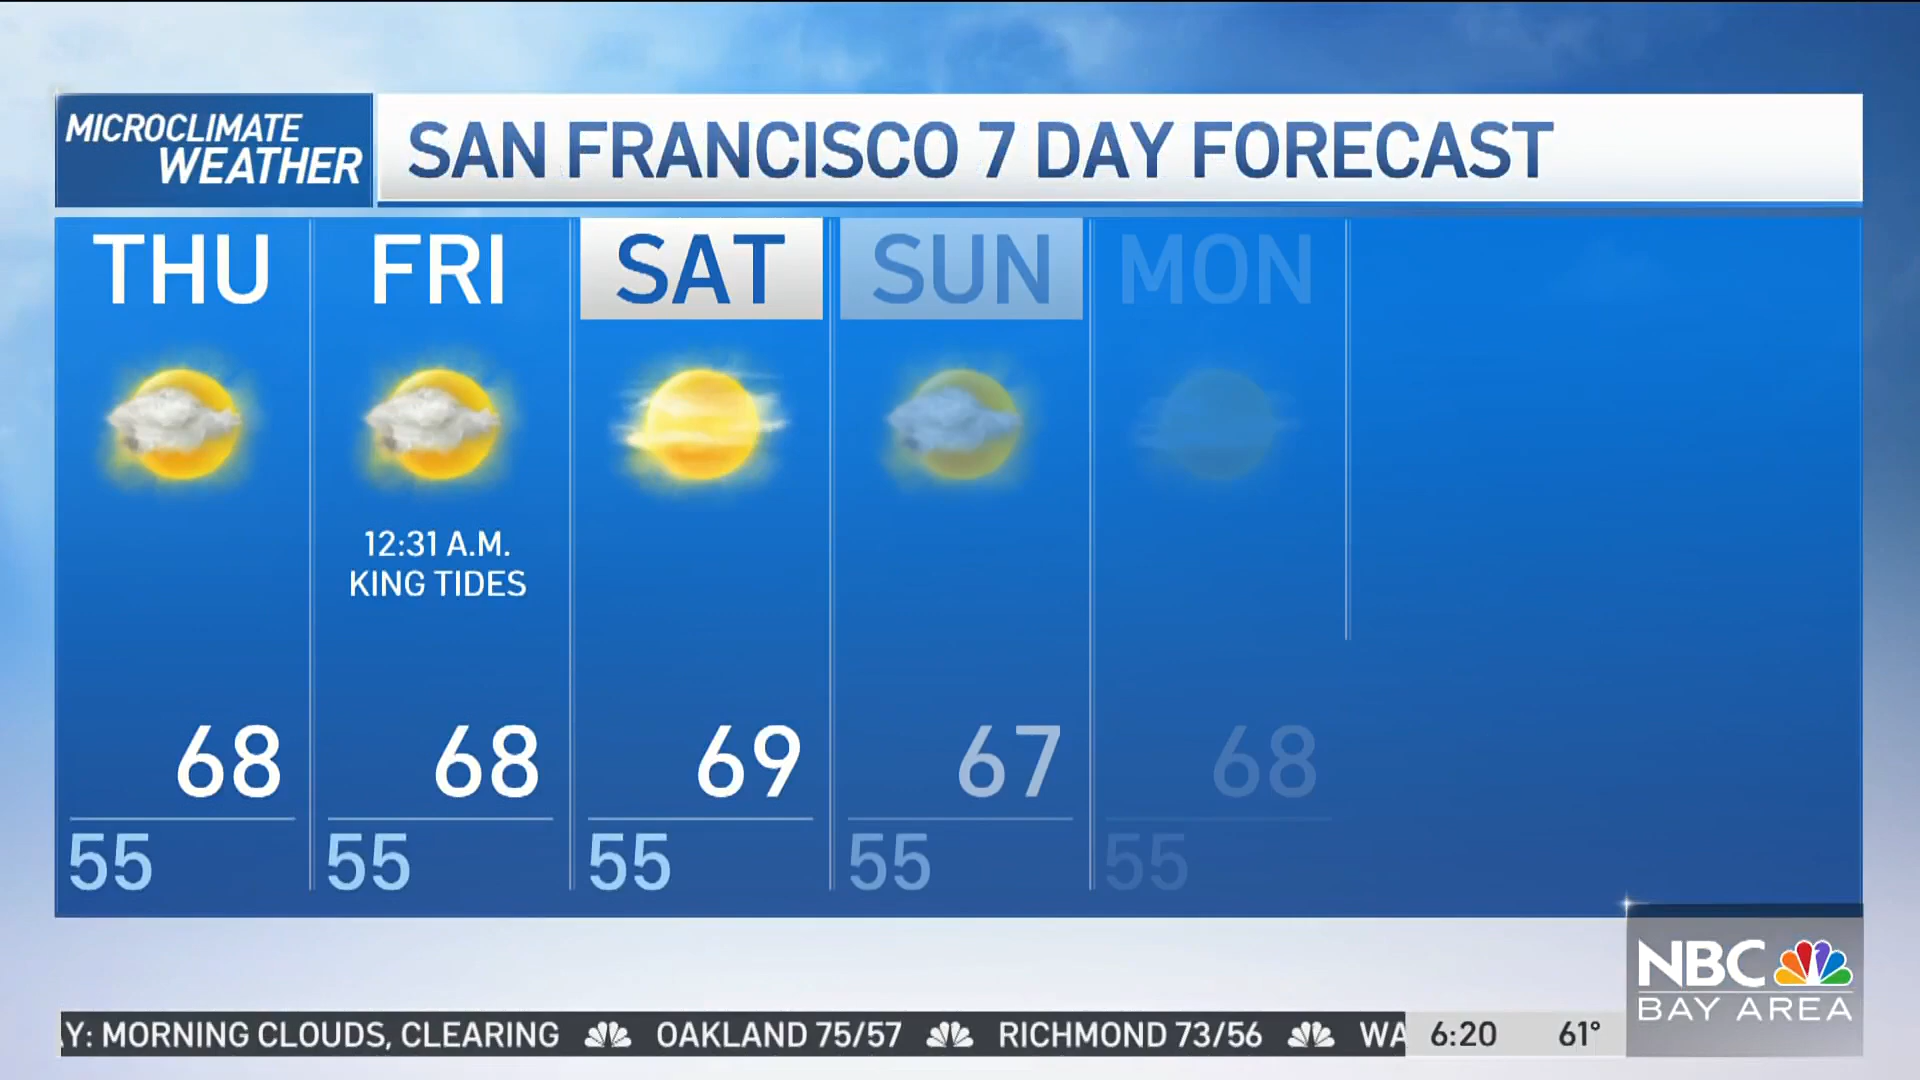 MICROCLIMATE
WEATHER
SAN FRANCISCO 7 DAY FORECAST
THU
FRI
SAT
SUN
MON
12:31 A.M.
KING TIDES
68
68
69
67
68
55
55
55
55
55
NBC
BAY AREA
Y: MORNING CLOUDS, CLEARING OAKLAND 75/57 RICHMOND 73/56 WA 6:20 61°